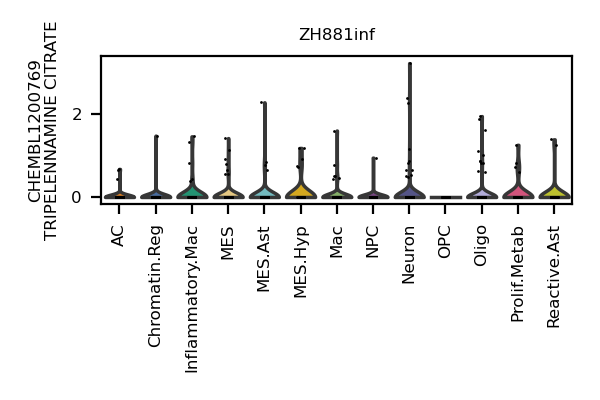 ZH881inf
CHEMBL1200769
TRIPELENNAMINE CITRATE
2
0
AC
Chromatin.Reg
Inflammatory.Mac
MES
MES.Ast
MES.Hyp
Mac
NPC
Neuron
OPC
Oligo
Prolif.Metab
Reactive.Ast